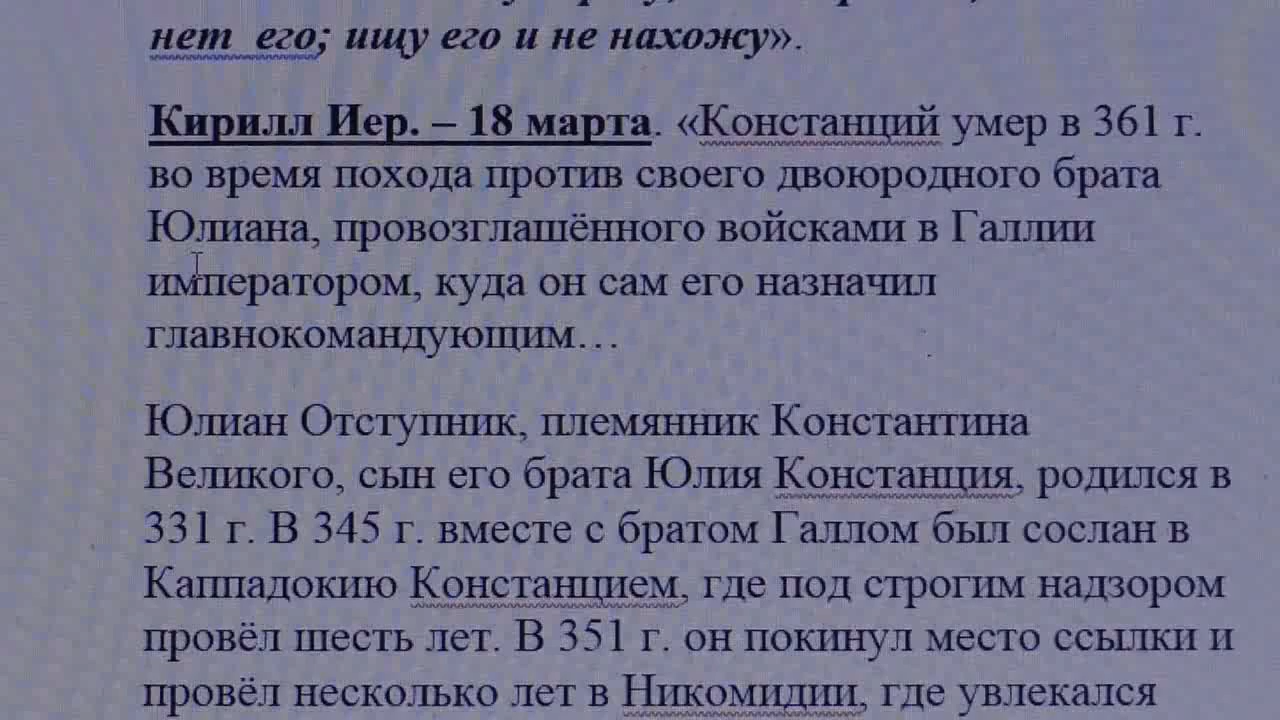 нет его; ищу его и не нахожу».
Кирилл Иер. – 18 марта. «Констанций умер в 361 г.
во время похода против своего двоюродного брата
Юлиана, провозглашённого войсками в Галлии
императором, куда он сам его назначил
главнокомандующим…
Юлиан Отступник, племянник Константина
Великого, сын его брата Юлия Констанция, родился в
331 г. В 345 г. вместе с братом Галлом был сослан в
Каппадокию Констанцием, где под строгим надзором
провёл шесть лет. В 351 г. он покинул место ссылки и
провёл несколько лет в Никомидии, где увлекался